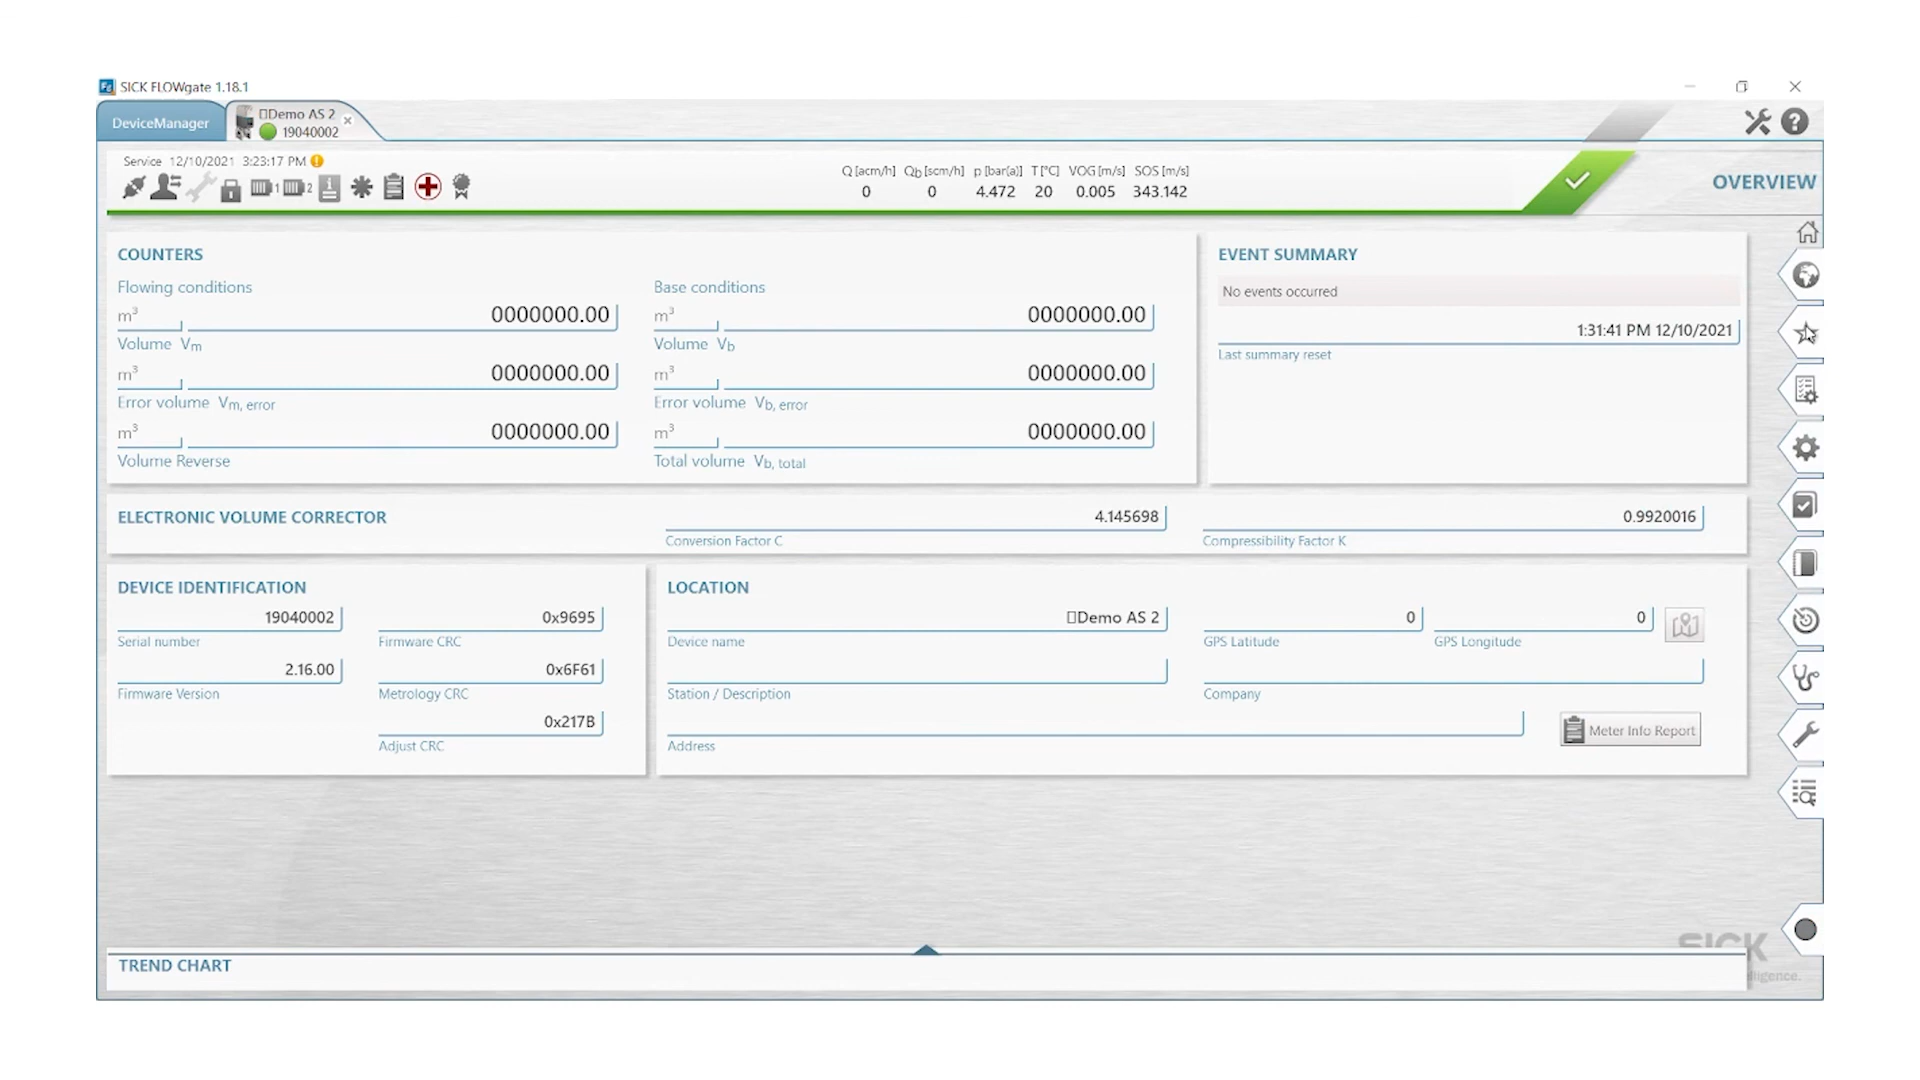 SICK FLOWgate 1.18.1
DeviceManager
Demo AS 2
19040002
Service 12/10/2021 3:23:17 PM
1
2
Q [acm/h] Qb [scm/h] p [bar(a)] T [°C] VOG [m/s] SOS [m/s]
0 0 4.472 20 0.005 343.142
OVERVIEW
COUNTERS
Flowing conditions
m³ 0000000.00
Volume Vm
m³ 0000000.00
Error volume Vm, error
m³ 0000000.00
Volume Reverse
Base conditions
m³ 0000000.00
Volume Vb
m³ 0000000.00
Error volume Vb, error
m³ 0000000.00
Total volume Vb, total
EVENT SUMMARY
No events occurred
1:31:41 PM 12/10/2021
Last summary reset
ELECTRONIC VOLUME CORRECTOR
4.145698
Conversion Factor C
0.9920016
Compressibility Factor K
DEVICE IDENTIFICATION
19040002
Serial number
2.16.00
Firmware Version
0x9695
Firmware CRC
0x6F61
Metrology CRC
0x217B
Adjust CRC
LOCATION
Demo AS 2
Device name
0
GPS Latitude
0
GPS Longitude
Station / Description
Company
Address
Meter Info Report
SICK
TREND CHART